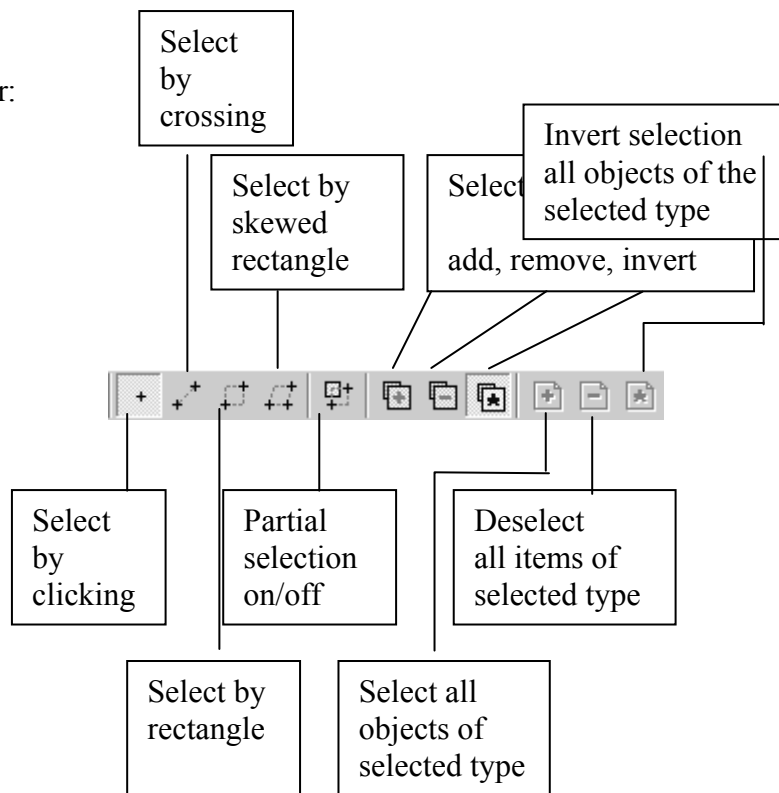 Select
by
crossing
r:
Invert selection
all objects of the
selected type
Select by
skewed
rectangle
Select
add, remove, invert
Select
by
clicking
Partial
selection
on/off
Deselect
all items of
selected type
Select by
rectangle
Select all
objects of
selected type